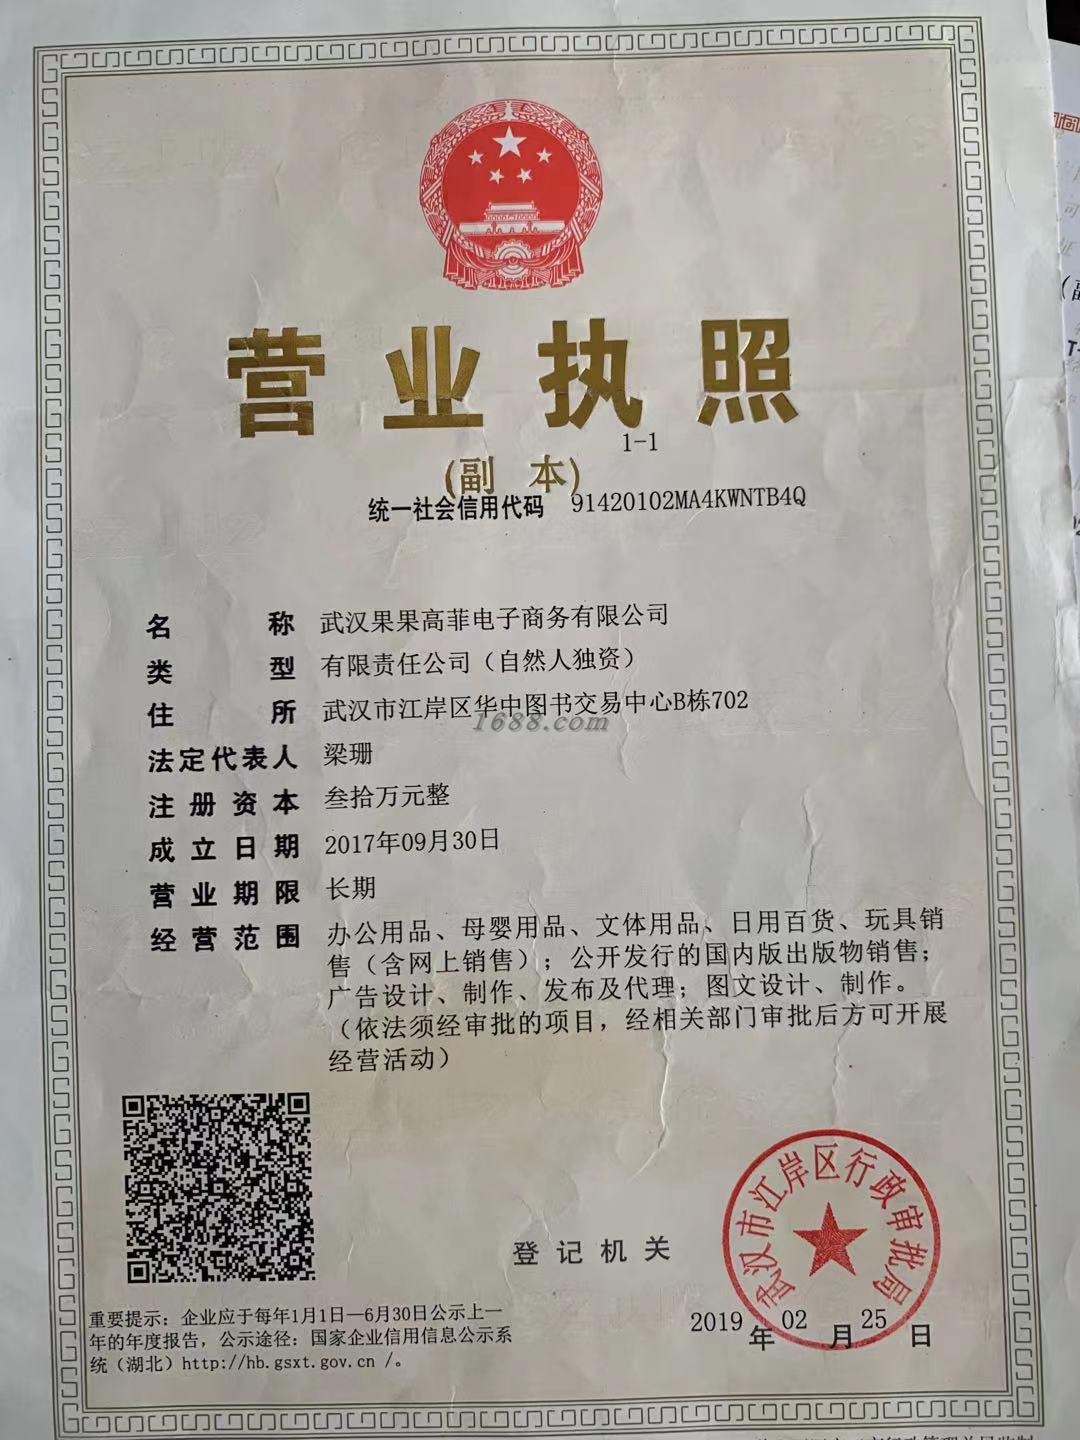 营业执照
1-1
(副 本)
统一社会信用代码 91420102MA4KWNTB4Q
名 称 武汉果果高菲电子商务有限公司
类 型 有限责任公司（自然人独资）
住 所 武汉市江岸区华中图书交易中心B栋702
1688.com
法定代表人 梁珊
注册资本 叁拾万元整
成立日期 2017年09月30日
营业期限 长期
经营范围 办公用品、母婴用品、文体用品、日用百货、玩具销
售（含网上销售）；公开发行的国内版出版物销售；
广告设计、制作、发布及代理；图文设计、制作。
（依法须经审批的项目，经相关部门审批后方可开展
经营活动）
武汉市江岸区行政审批局
登记机关
2019年02月25日
重要提示：企业应于每年1月1日—6月30日公示上一
年的年度报告，公示途径：国家企业信用信息公示系
统（湖北）http://hb.gsxt.gov.cn /。